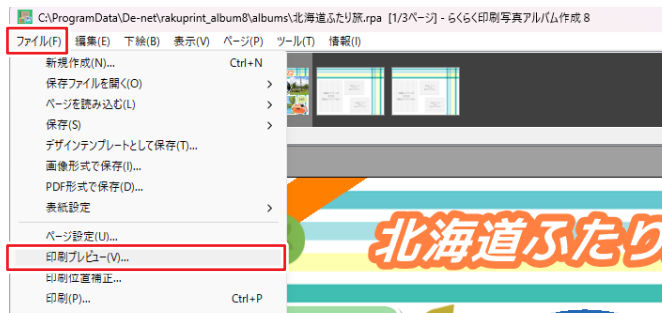 C:\ProgramData\De-net\rakuprint_album8\albums\北海道ふたり旅.rpa [1/3ページ] - らくらく印刷写真アルバム作成 8
ファイル(F) 編集(E) 下絵(B) 表示(V) ページ(P) ツール(T) 情報(I)
新規作成(N)... Ctrl+N
保存ファイルを開く(O) >
ページを読み込む(L) >
保存(S) >
デザインテンプレートとして保存(T)...
画像形式で保存(I)...
PDF形式で保存(D)...
表紙設定 >
ページ設定(U)...
印刷プレビュー(V)...
印刷位置補正...
印刷(P)... Ctrl+P
北海道ふたり